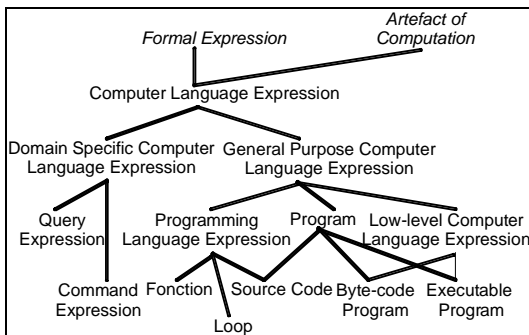 Formal Expression
Artefact of
Computation
Computer Language Expression
Domain Specific Computer
Language Expression
General Purpose Computer
Language Expression
Query
Expression
Programming
Language Expression
Program
Low-level Computer
Language Expression
Command
Expression
Fonction
Source Code
Byte-code
Program
Executable
Program
Loop